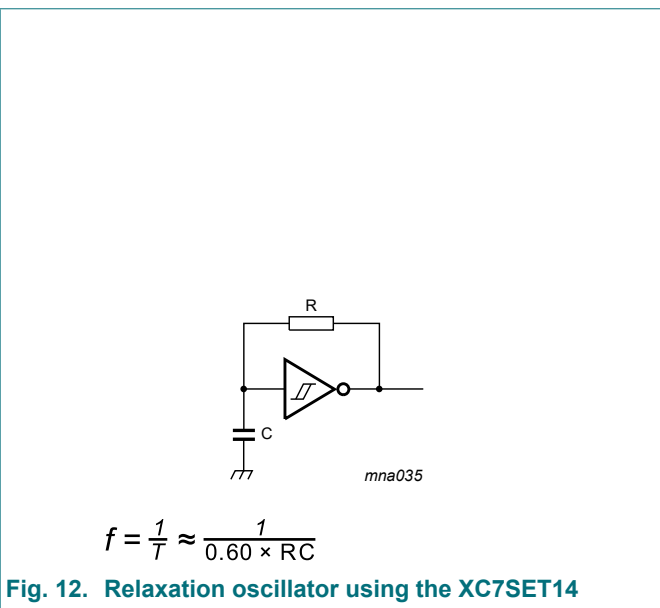 R
C
mna035
f = 1/T ≈ 1/(0.60 × RC)
Fig. 12. Relaxation oscillator using the XC7SET14